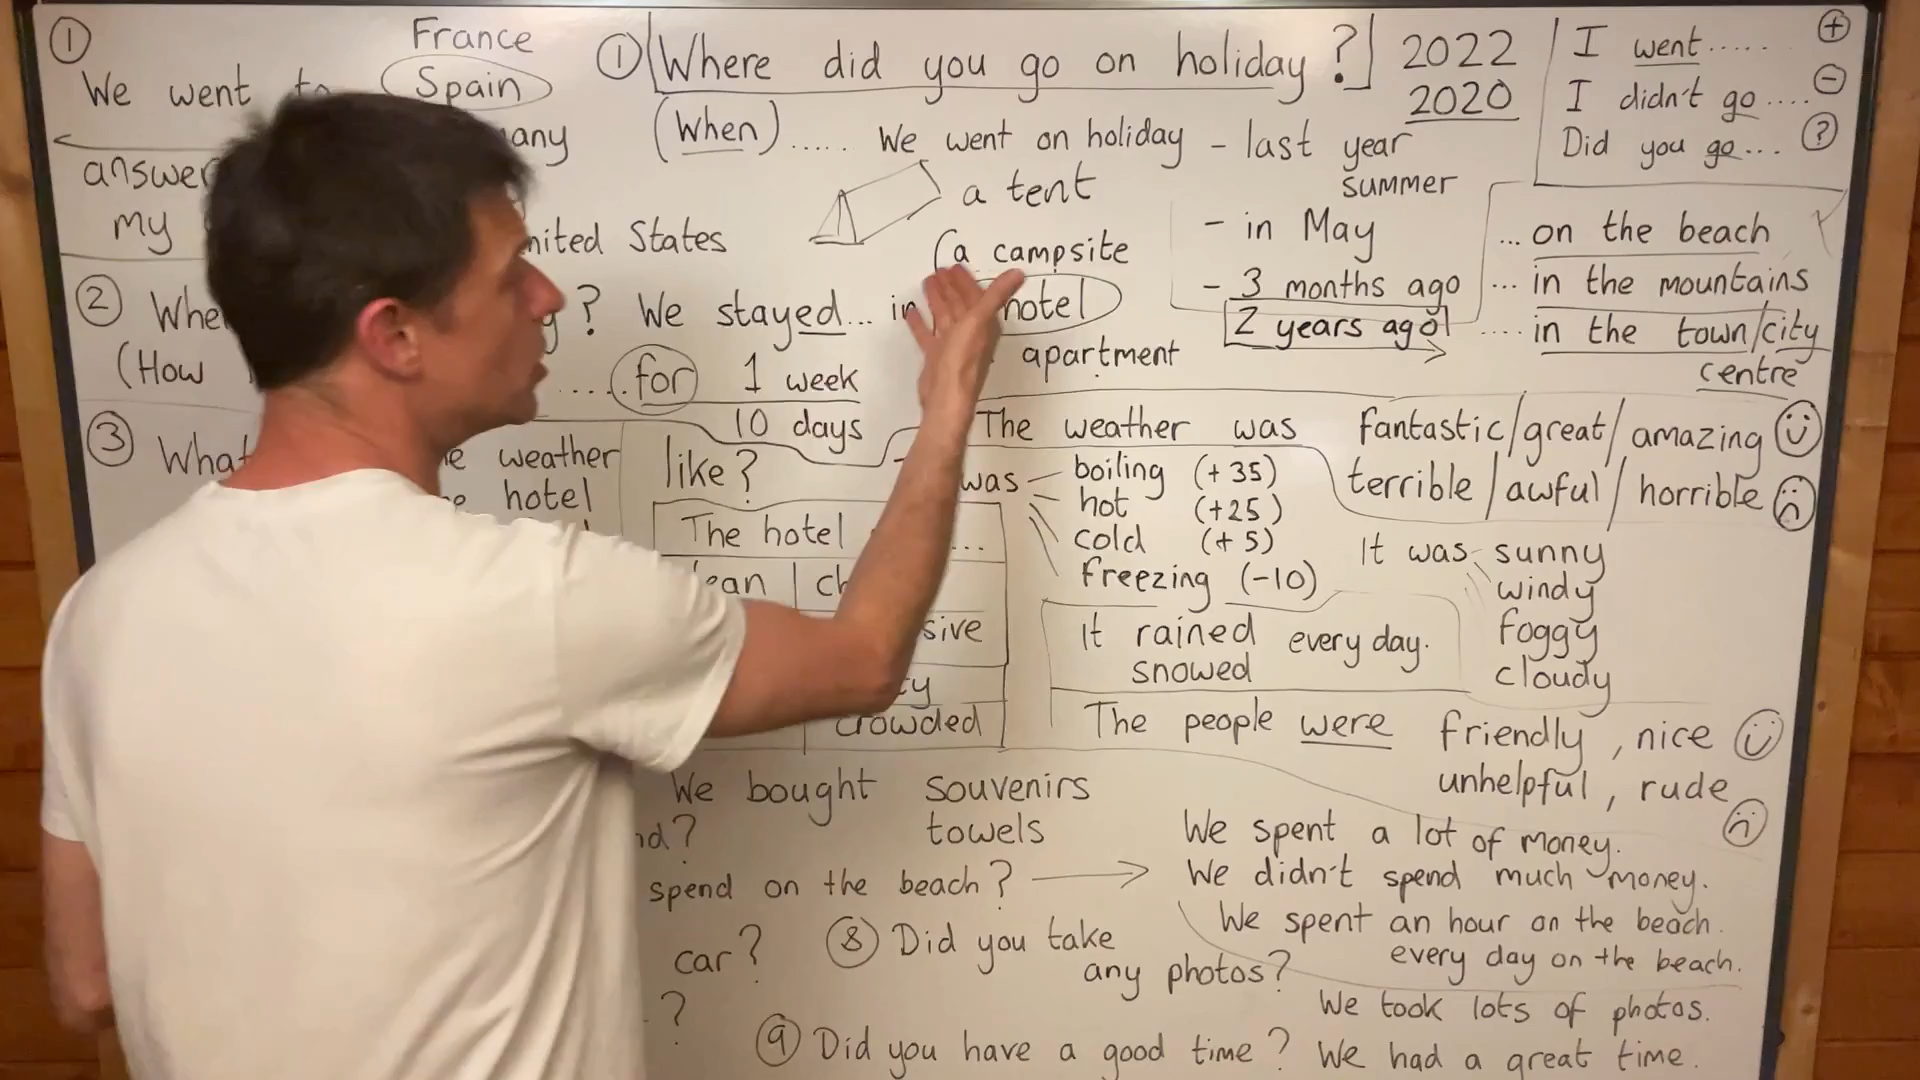 ①
France
We went to Spain
any
answer
my
nited States
① Where did you go on holiday?
2022
2020
(When)..... We went on holiday - last year
summer
- in May
- 3 months ago
2 years ago
I went..... +
I didn't go.... -
Did you go... ?
a tent
(a campsite
hotel
apartment
... on the beach
... in the mountains
.... in the town/city
centre
② Whe ? We stayed... in
(How ..... for 1 week
10 days
③ What weather like?
hotel
The weather was fantastic/great/amazing
terrible/awful/horrible
was boiling (+35)
hot (+25)
cold (+5)
freezing (-10)
It was sunny
windy
foggy
cloudy
The hotel ...
ean | ch
sive
ty
crowded
It rained every day.
snowed
The people were friendly, nice
unhelpful, rude
We bought souvenirs
towels
nd?
We spent a lot of money.
spend on the beach? → We didn't spend much money.
We spent an hour on the beach.
every day on the beach.
car?
?
⑧ Did you take
any photos?
We took lots of photos.
⑨ Did you have a good time? We had a great time.